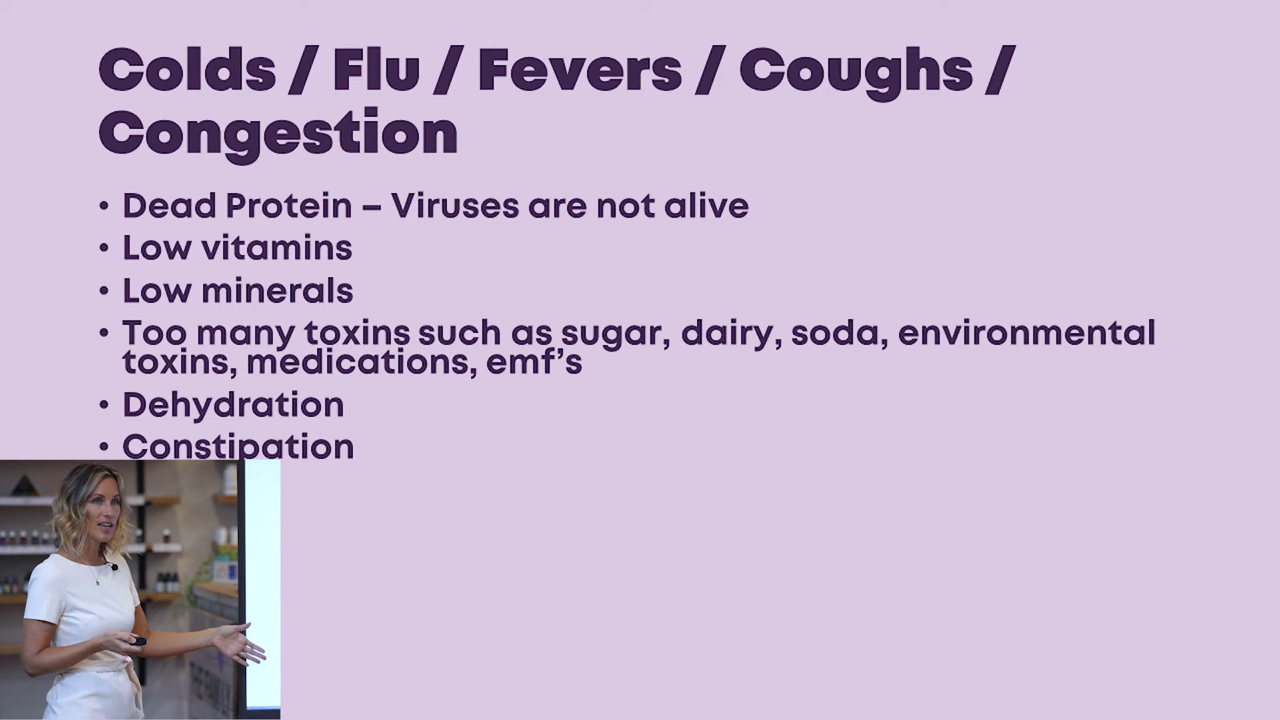 Colds / Flu / Fevers / Coughs /
Congestion
• Dead Protein – Viruses are not alive
• Low vitamins
• Low minerals
• Too many toxins such as sugar, dairy, soda, environmental
toxins, medications, emf’s
• Dehydration
• Constipation